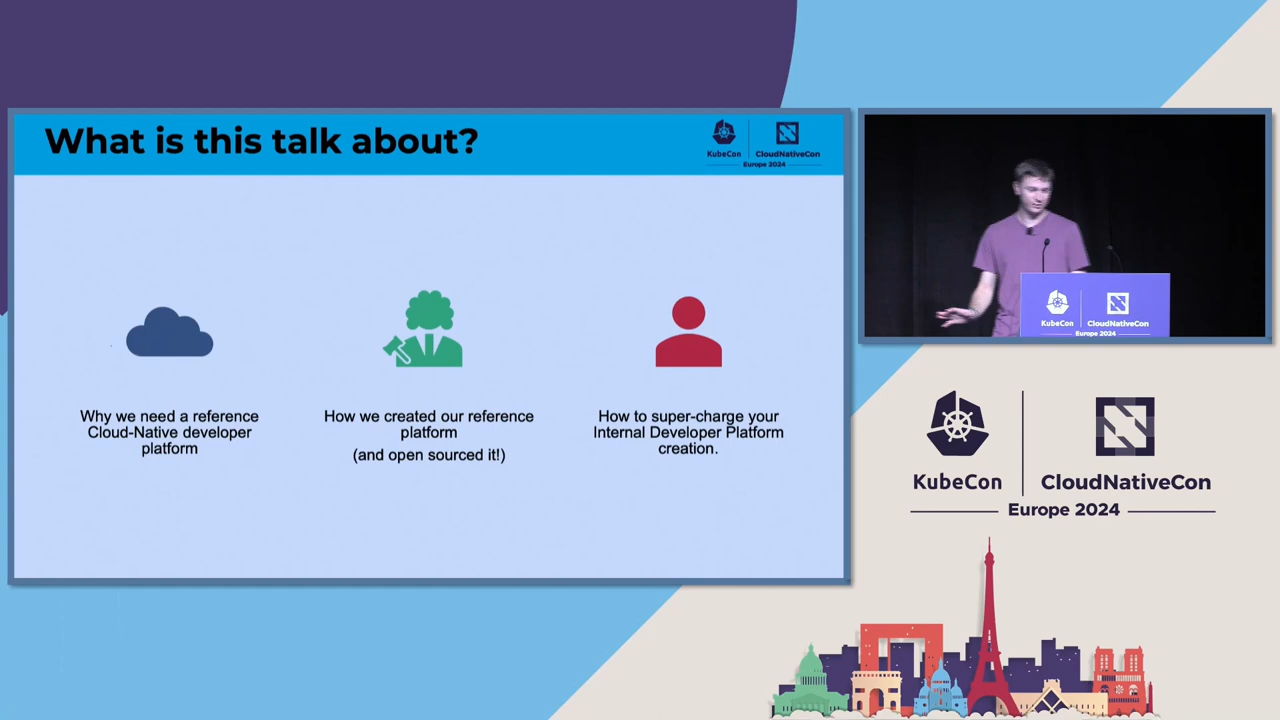 What is this talk about?
KubeCon
CloudNativeCon
Europe 2024
Why we need a reference
Cloud-Native developer
platform
How we created our reference
platform
(and open sourced it!)
How to super-charge your
Internal Developer Platform
creation.
KubeCon
CloudNativeCon
Europe 2024
KubeCon
CloudNativeCon
Europe 2024